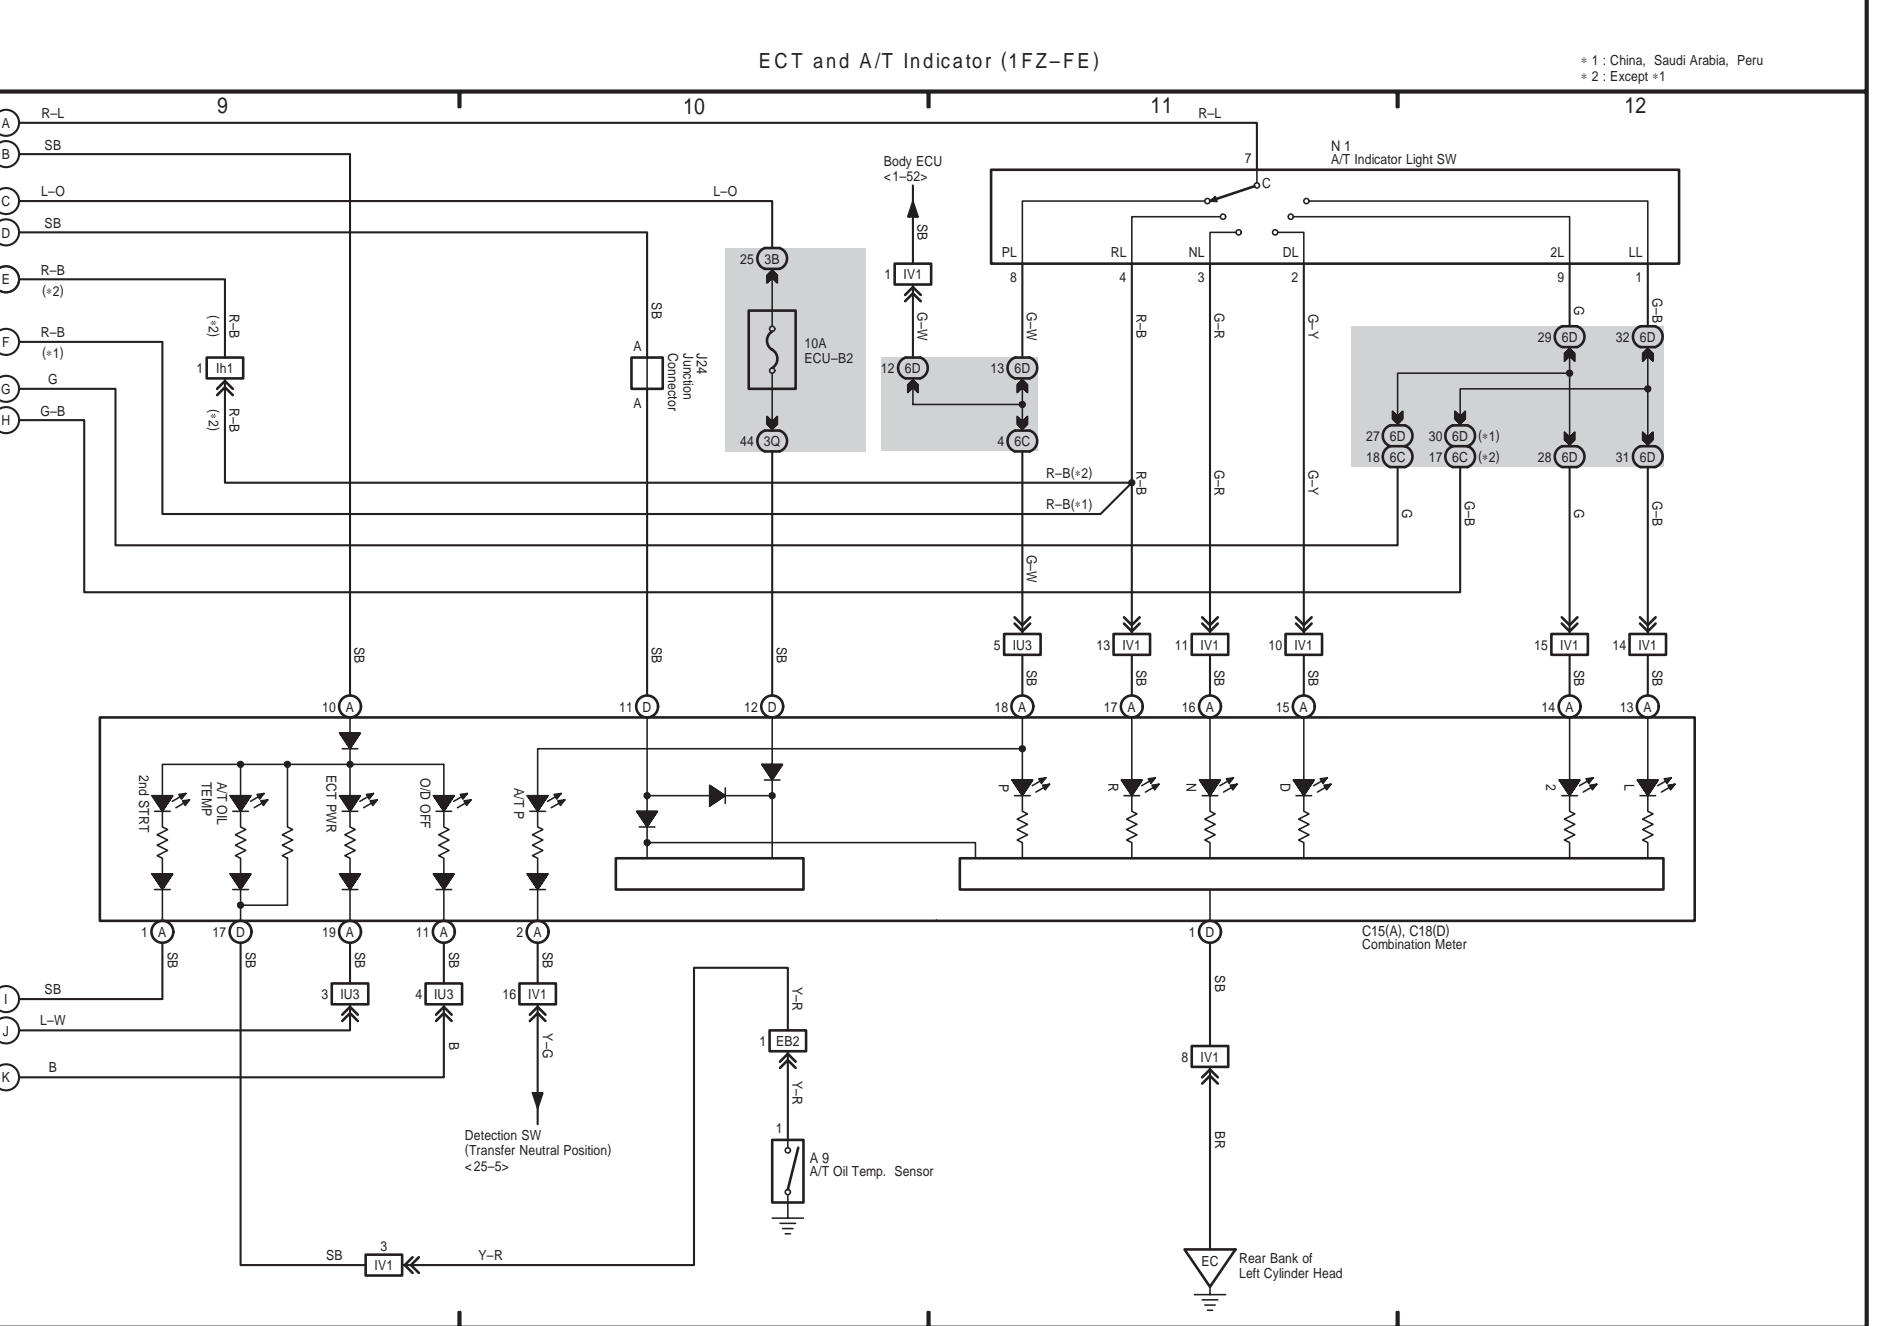 ECT and A/T Indicator (1FZ–FE)
∗ 1 : China, Saudi Arabia, Peru
∗ 2 : Except ∗1
9
10
11
12
A
R–L
R–L
B
SB
C
L–O
L–O
D
SB
E
R–B
(∗2)
F
R–B
(∗1)
G
G
H
G–B
Body ECU
<1–52>
SB
1
IV1
G–W
N 1
A/T Indicator Light SW
7
C
PL
RL
NL
DL
2L
LL
8
4
3
2
9
1
R–B
(∗2)
1
Ih1
R–B
(∗2)
SB
A
J24
Junction
Connector
A
25
3B
10A
ECU–B2
44
3Q
12
6D
13
6D
4
6C
G–W
R–B
G–R
G–Y
G
G–B
29
6D
32
6D
27
6D
30
6D
(∗1)
18
6C
17
6C
(∗2)
28
6D
31
6D
R–B(∗2)
R–B(∗1)
R–B
G–R
G–Y
G
G–B
G
G–B
G–W
5
IU3
13
IV1
11
IV1
10
IV1
15
IV1
14
IV1
SB
SB
SB
SB
SB
SB
SB
SB
SB
10
A
11
D
12
D
18
A
17
A
16
A
15
A
14
A
13
A
2nd STRT
A/T OIL
TEMP
ECT PWR
O/D OFF
A/T P
P
R
N
D
2
L
1
A
17
D
19
A
11
A
2
A
1
D
C15(A), C18(D)
Combination Meter
SB
SB
SB
SB
SB
SB
I
SB
J
L–W
K
B
3
IU3
4
IU3
16
IV1
B
Y–G
Detection SW
(Transfer Neutral Position)
<25–5>
Y–R
1
EB2
Y–R
1
A 9
A/T Oil Temp. Sensor
8
IV1
BR
EC
Rear Bank of
Left Cylinder Head
SB
3
IV1
Y–R